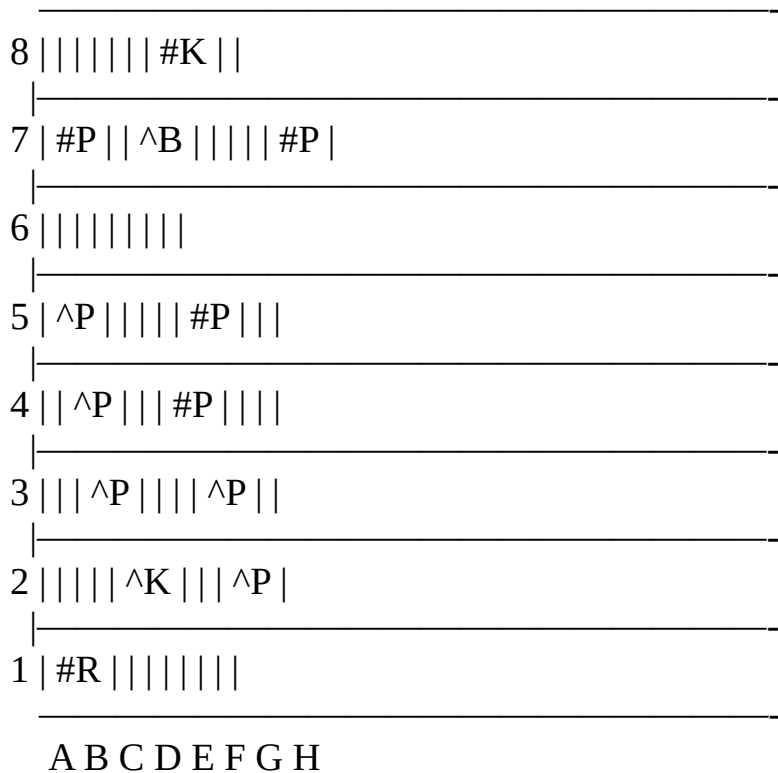 8 | | | | | | | #K | |
7 | #P | | ^B | | | | | #P |
6 | | | | | | | | |
5 | ^P | | | | | #P | | |
4 | | ^P | | | #P | | | |
3 | | | ^P | | | | ^P | |
2 | | | | | ^K | | | ^P |
1 | #R | | | | | | | |
A B C D E F G H